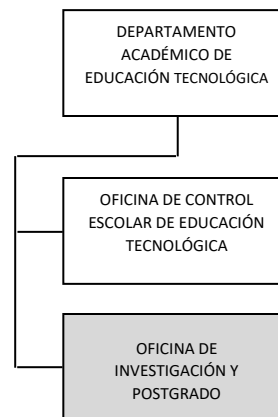 DEPARTAMENTO
ACADÉMICO DE
EDUCACIÓN TECNOLÓGICA
OFICINA DE CONTROL
ESCOLAR DE EDUCACIÓN
TECNOLÓGICA
OFICINA DE
INVESTIGACIÓN Y
POSTGRADO